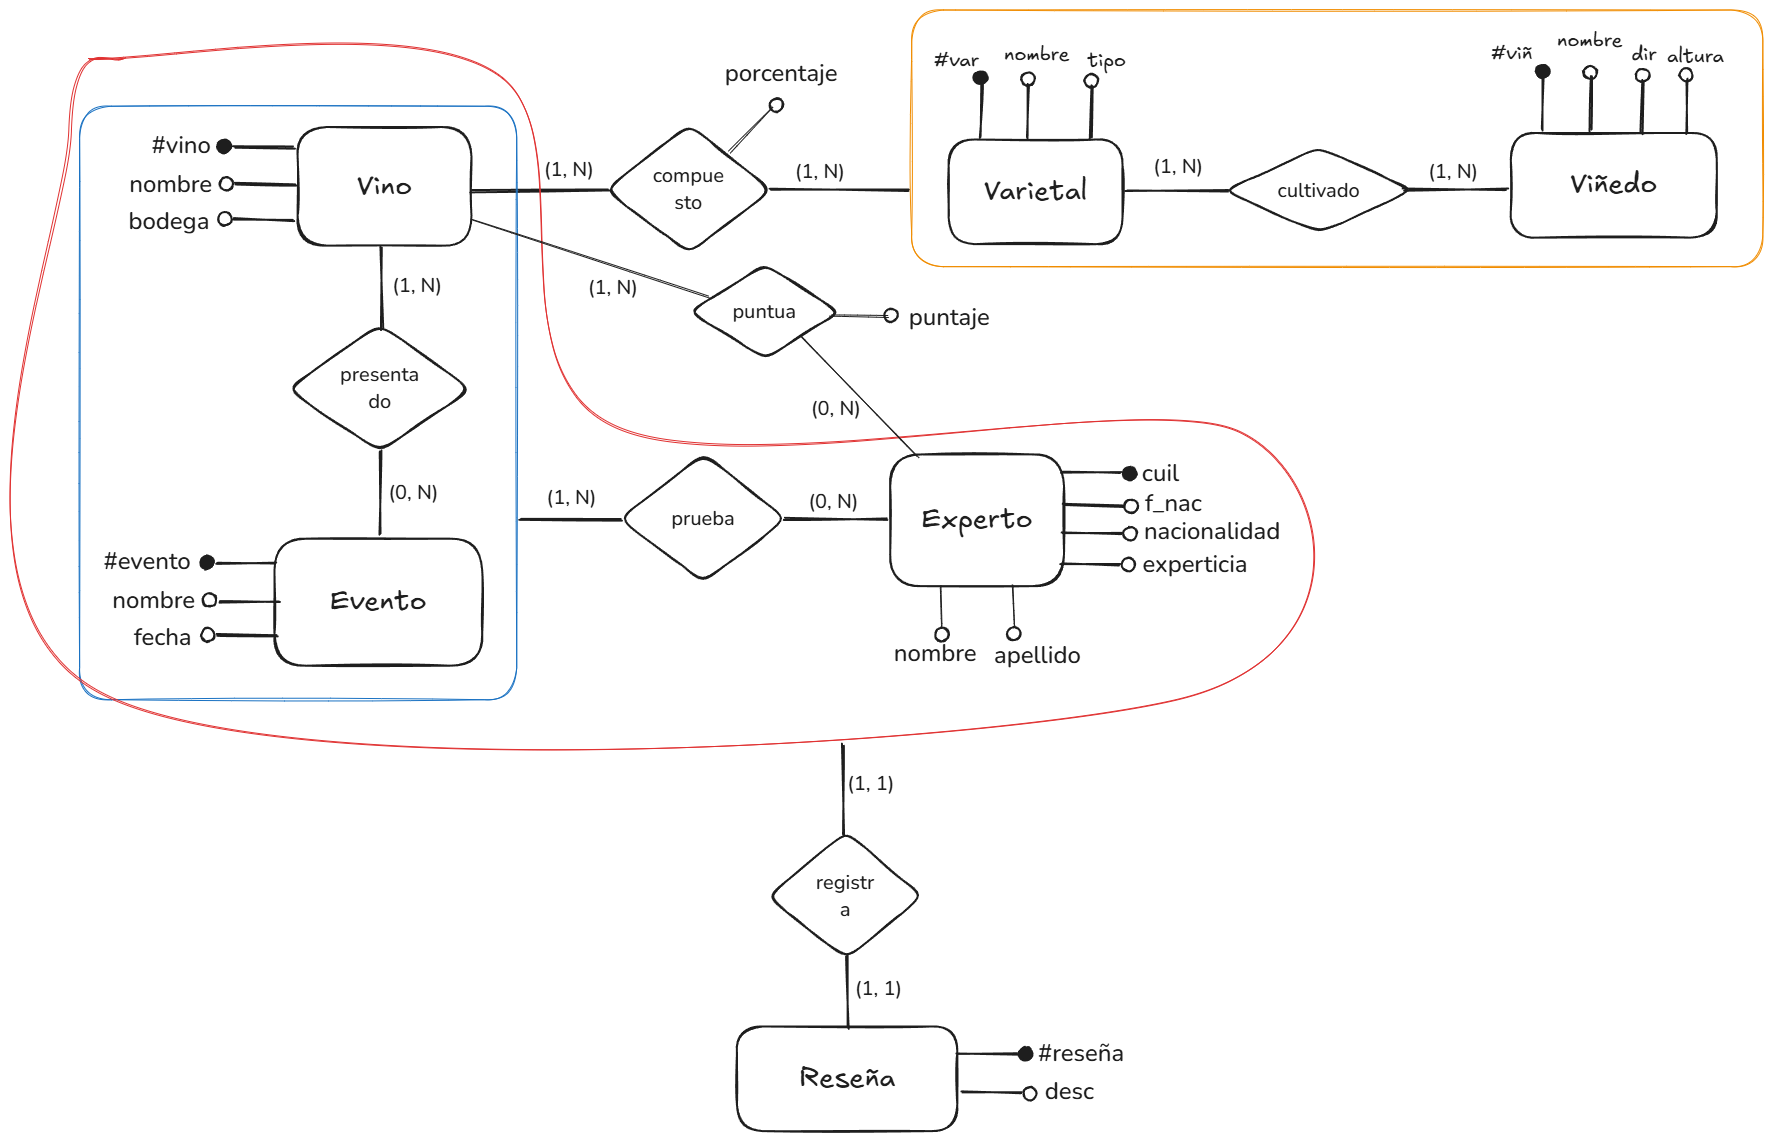 porcentaje
#var
nombre
tipo
#viñ
nombre
dir
altura
#vino
nombre
bodega
Vino
(1, N)
compue
sto
(1, N)
Varietal
(1, N)
cultivado
(1, N)
Viñedo
(1, N)
(1, N)
puntua
puntaje
presenta
do
(0, N)
(0, N)
(1, N)
prueba
(0, N)
Experto
cuil
f_nac
nacionalidad
experticia
nombre
apellido
#evento
nombre
fecha
Evento
(1, 1)
registr
a
(1, 1)
Reseña
#reseña
desc